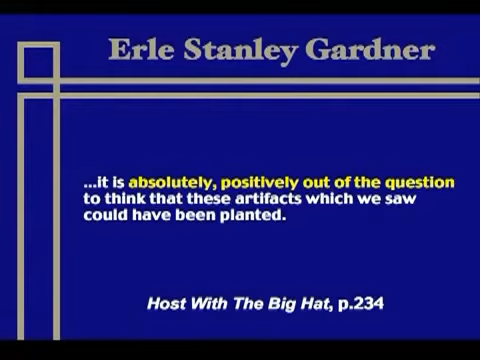 Erle Stanley Gardner
...it is absolutely, positively out of the question
to think that these artifacts which we saw
could have been planted.
Host With The Big Hat, p.234